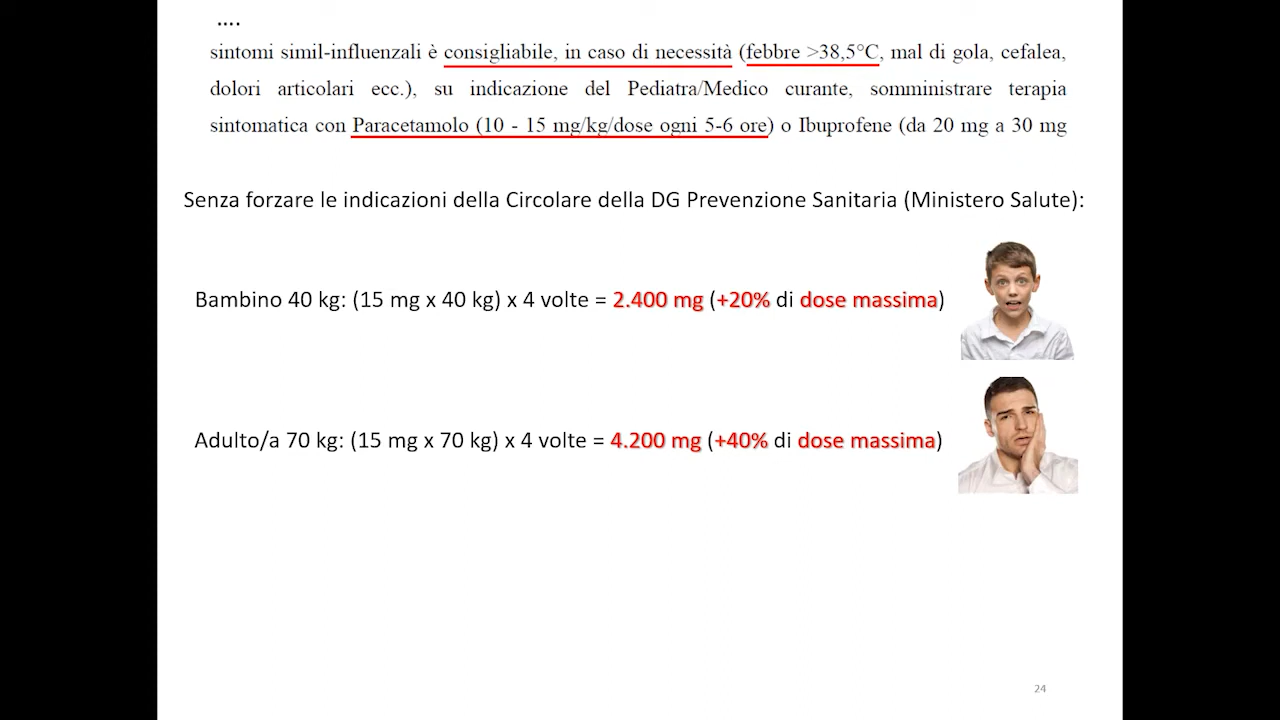 ....
sintomi simil-influenzali è consigliabile, in caso di necessità (febbre >38,5°C, mal di gola, cefalea,
dolori articolari ecc.), su indicazione del Pediatra/Medico curante, somministrare terapia
sintomatica con Paracetamolo (10 - 15 mg/kg/dose ogni 5-6 ore) o Ibuprofene (da 20 mg a 30 mg
Senza forzare le indicazioni della Circolare della DG Prevenzione Sanitaria (Ministero Salute):
Bambino 40 kg: (15 mg x 40 kg) x 4 volte = 2.400 mg (+20% di dose massima)
Adulto/a 70 kg: (15 mg x 70 kg) x 4 volte = 4.200 mg (+40% di dose massima)
24